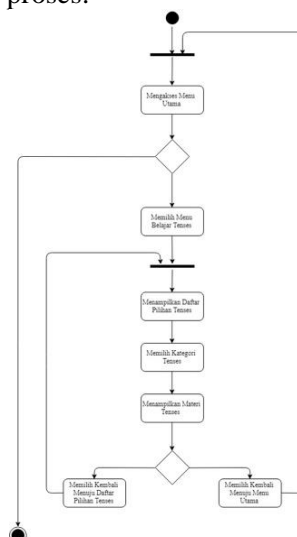 proses.
Mengakses Menu
Utama
Memilih Menu
Belajar Tenses
Menampilkan Daftar
Pilihan Tenses
Memilih Kategori
Tenses
Menampilkan Materi
Tenses
Memilih Kembali
Menuju Daftar
Pilihan Tenses
Memilih Kembali
Menuju Menu
Utama